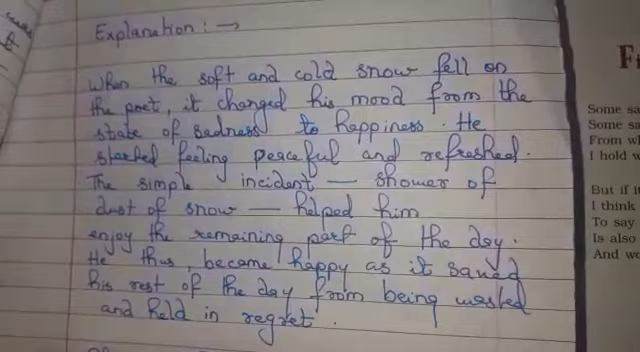 Explanation :→
When the soft and cold snow fell on
the poet, it changed his mood from the
state of sadness to happiness. He
started feeling peaceful and refreshed.
The simple incident — shower of
dust of snow — helped him
enjoy the remaining part of the day.
He thus, became happy as it saved
his rest of the day from being wasted
and held in regret.
Some sa
Some sa
From w
I hold w
But if i
I think
To say
Is also
And wo